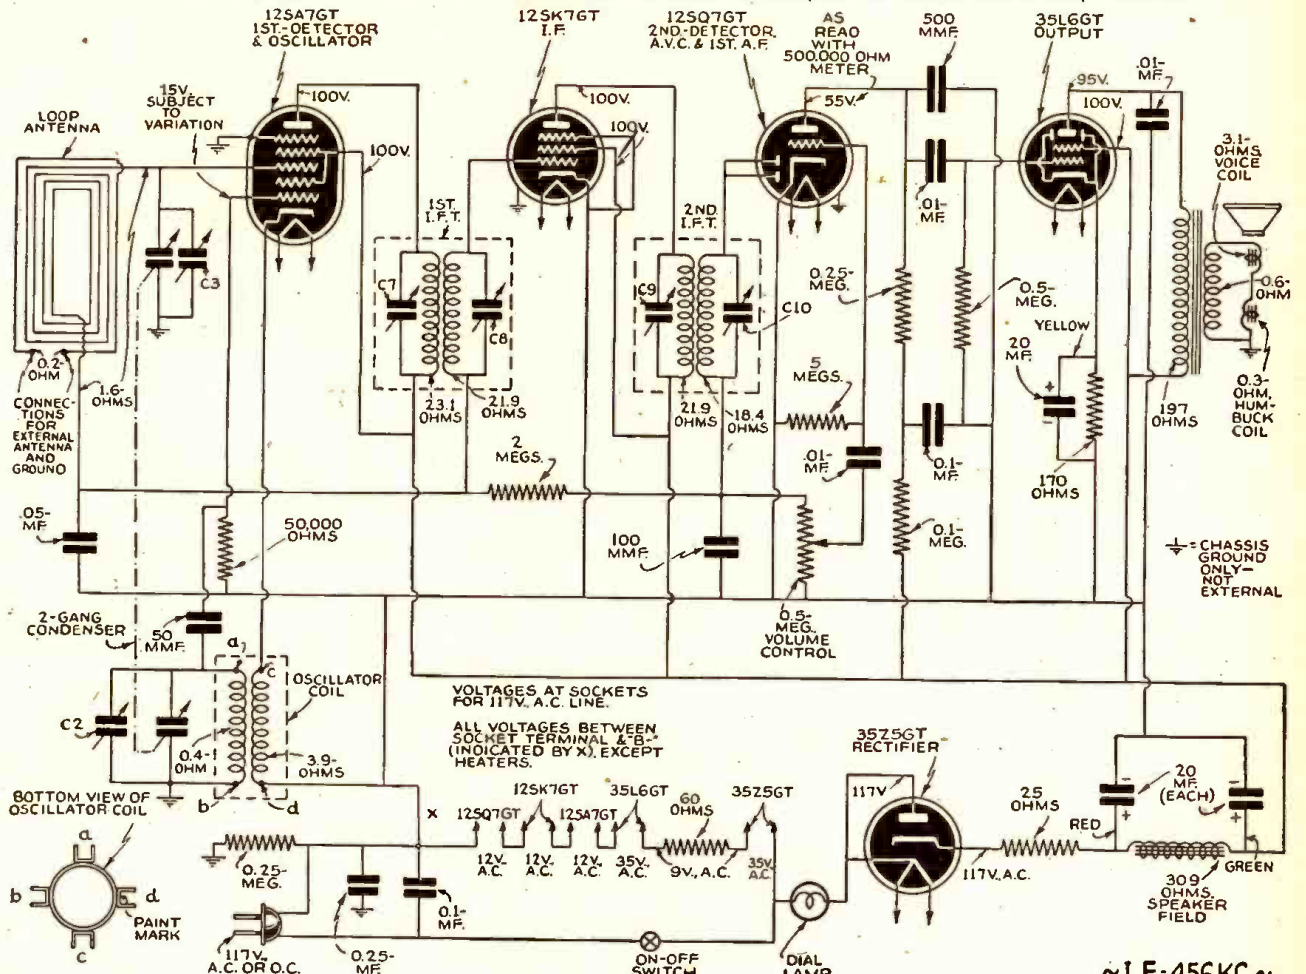 12SA7GT
1ST.-DETECTOR
& OSCILLATOR
12SK7GT
I.F.
12SQ7GT
2ND.-DETECTOR,
A.V.C. & 1ST. A.F.
AS
READ
WITH
500,000 OHM
METER
500
MMF.
35L6GT
OUTPUT
.01-
MF.
15V.
SUBJECT
TO
VARIATION
LOOP
ANTENNA
100V.
100V.
100V.
100V.
55V.
95V.
100V.
3.1-
OHMS,
VOICE
COIL
.01-
MF.
1ST.
I.F.T.
2ND.
I.F.T.
C3
C7
C8
C9
C10
0.25-
MEG.
0.5-
MEG.
0.6-
OHM
YELLOW
20
MF.
+
-
0.2-
OHM
CONNEC-
TIONS
FOR
EXTERNAL
ANTENNA
AND
GROUND
1.6-
OHMS
23.1
OHMS
21.9
OHMS
21.9
OHMS
18.4
OHMS
5
MEGS.
197
OHMS
0.3-
OHM,
HUM-
BUCK
COIL
2
MEGS.
.01-
MF.
0.1-
MF.
170
OHMS
.05-
MF.
50,000
OHMS
100
MMF.
0.1-
MEG.
= CHASSIS
GROUND
ONLY-
NOT
EXTERNAL
2-GANG
CONDENSER
50
MMF.
0.5-
MEG.,
VOLUME
CONTROL
a
c
OSCILLATOR
COIL
C2
0.4-
OHM
3.9-
OHMS
b
d
VOLTAGES AT SOCKETS
FOR 117V., A.C. LINE.
ALL VOLTAGES BETWEEN
SOCKET TERMINAL & "B-"
(INDICATED BY X), EXCEPT
HEATERS.
35Z5GT
RECTIFIER
117V
25
OHMS
-
+
20
MF.
(EACH)
-
+
RED
GREEN
117V., A.C.
309
OHMS,
SPEAKER
FIELD
BOTTOM VIEW OF
OSCILLATOR COIL
a
b
d
c
PAINT
MARK
X
12SQ7GT
12SK7GT
12SA7GT
35L6GT
60
OHMS
35Z5GT
12V.,
A.C.
12V.,
A.C.
12V.,
A.C.
35V.,
A.C.
9V., A.C.
35V.,
A.C.
0.25-
MEG.
0.1-
MF.
117V.,
A.C. OR D.C.
0.25-
MF.
ON-OFF
SWITCH
DIAL
LAMP
~I.F.-456KC~